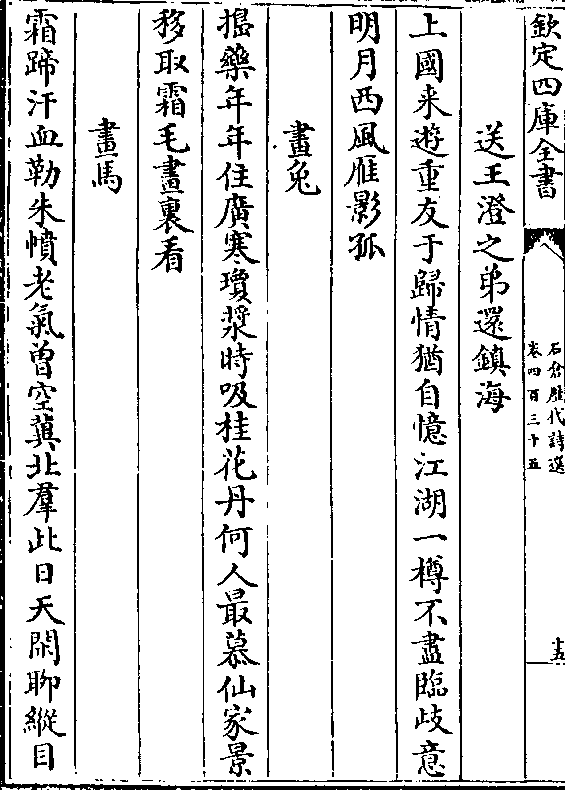 欽定四庫全書
石倉歷代詩選
卷四百三十五
十五
送王澄之弟還鎮海
上國来遊重友于歸情猶自憶江湖一樽不盡臨歧意
明月西風雁影孤
畫兔
搗藥年年住廣寒瓊漿時吸桂花丹何人最慕仙家景
移取霜毛畫裏看
畫馬
霜蹄汗血勒朱幩老氣曽空冀北羣此日天閑聊縱目